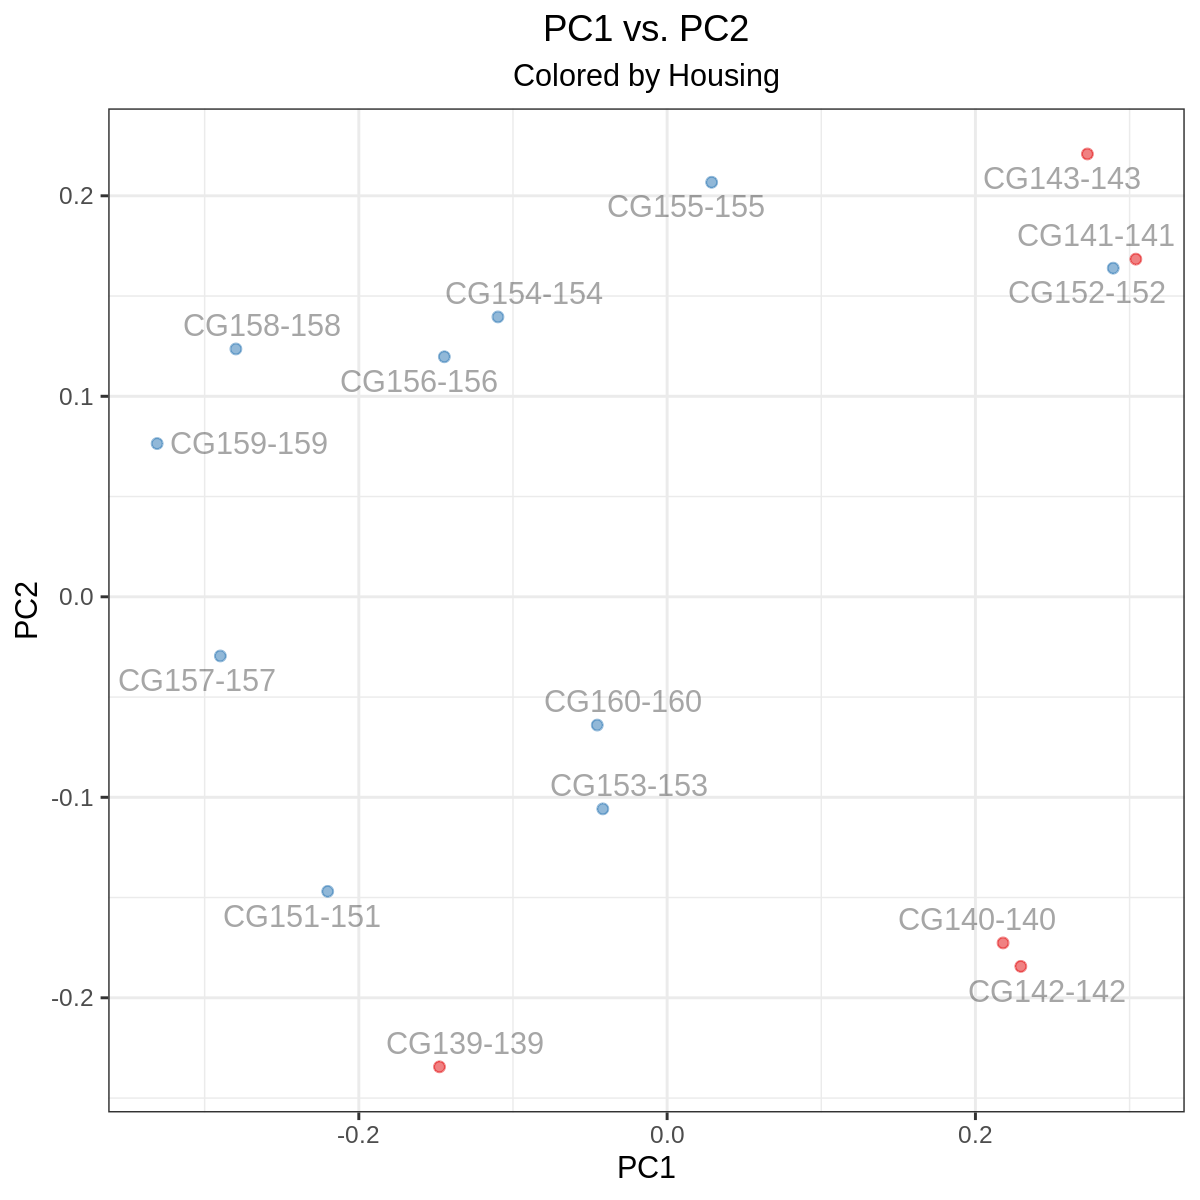 PC1 vs. PC2
Colored by Housing
CG143-143
CG155-155
CG141-141
CG152-152
CG154-154
CG158-158
CG156-156
CG159-159
CG157-157
CG160-160
CG153-153
CG151-151
CG140-140
CG142-142
CG139-139
0.2
0.1
0.0
-0.1
-0.2
PC2
-0.2
0.0
0.2
PC1